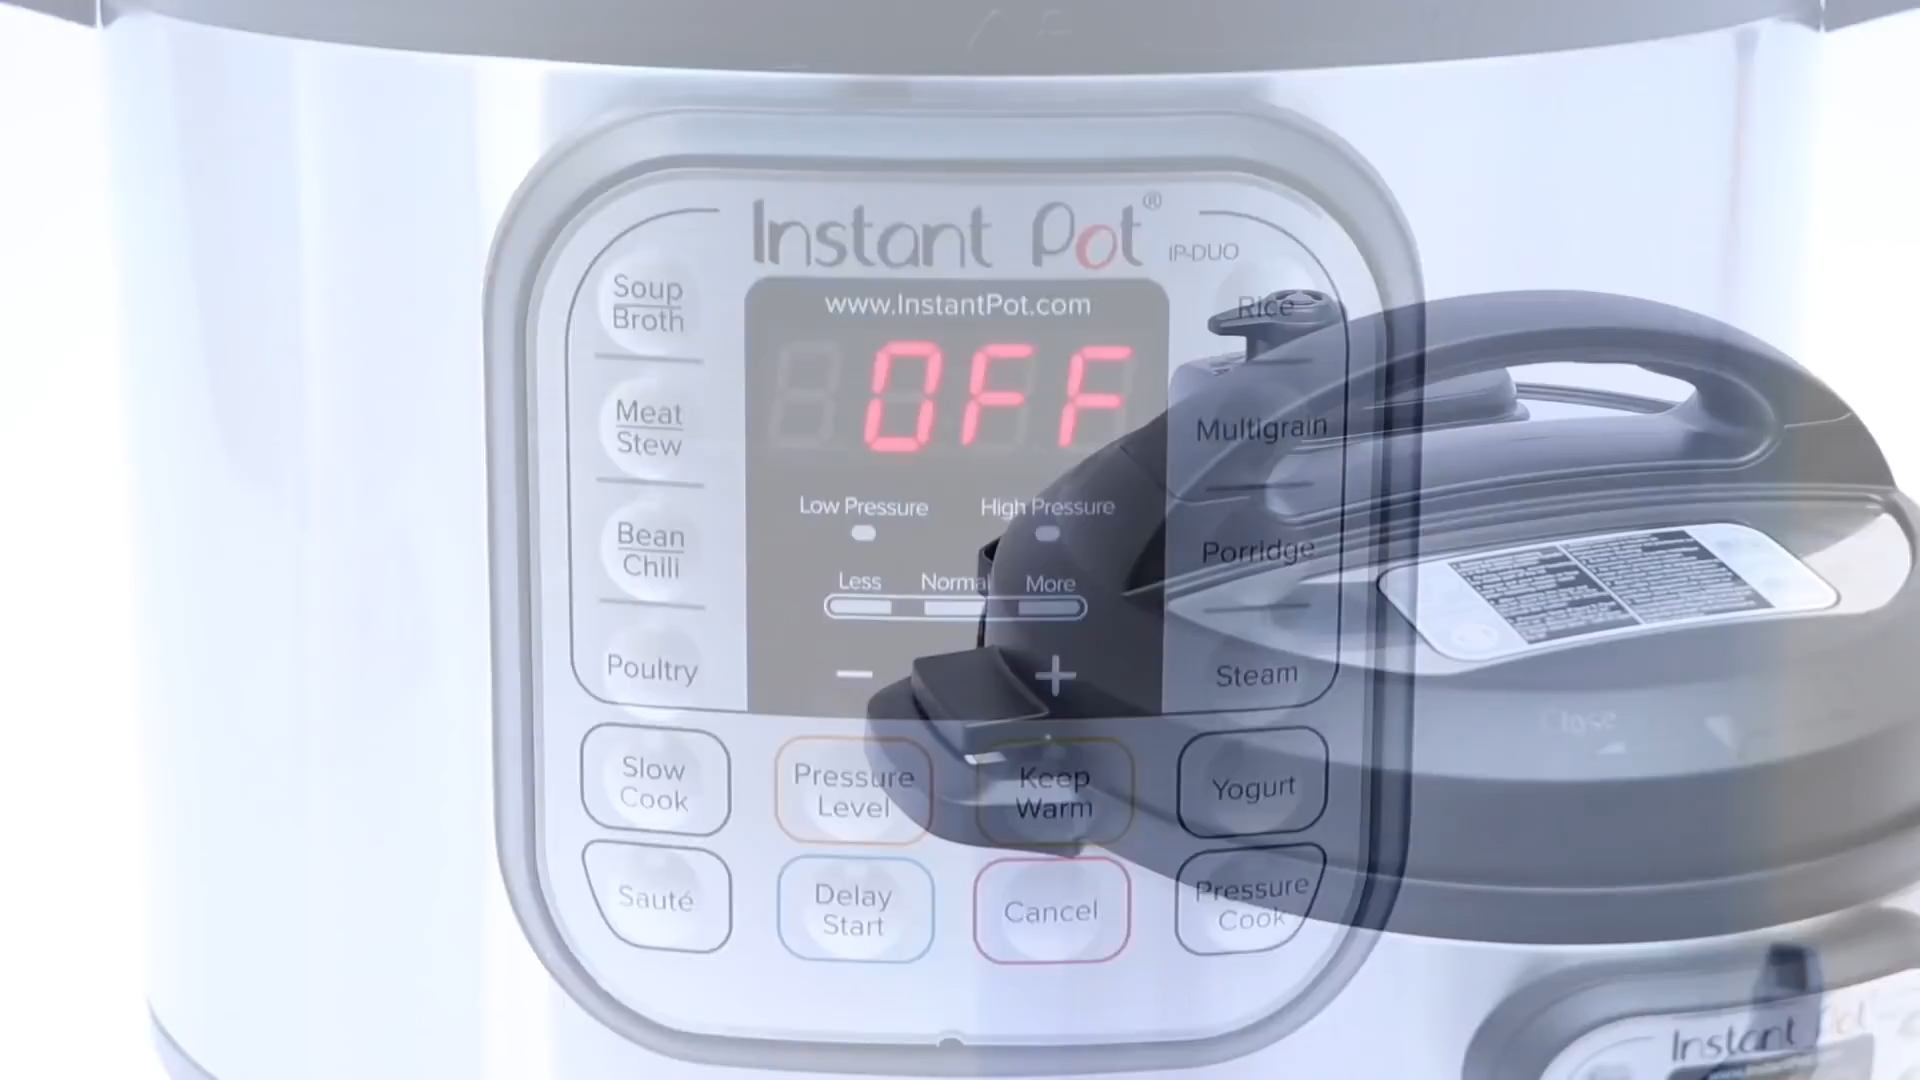 Instant Pot®
IP-DUO
www.InstantPot.com
OFF
Low Pressure
High Pressure
Less
Normal
More
−
+
Soup
Broth
Meat
Stew
Bean
Chili
Poultry
Rice
Multigrain
Porridge
Steam
Slow
Cook
Pressure
Level
Keep
Warm
Yogurt
Sauté
Delay
Start
Cancel
Pressure
Cook
Close
Instant Pot